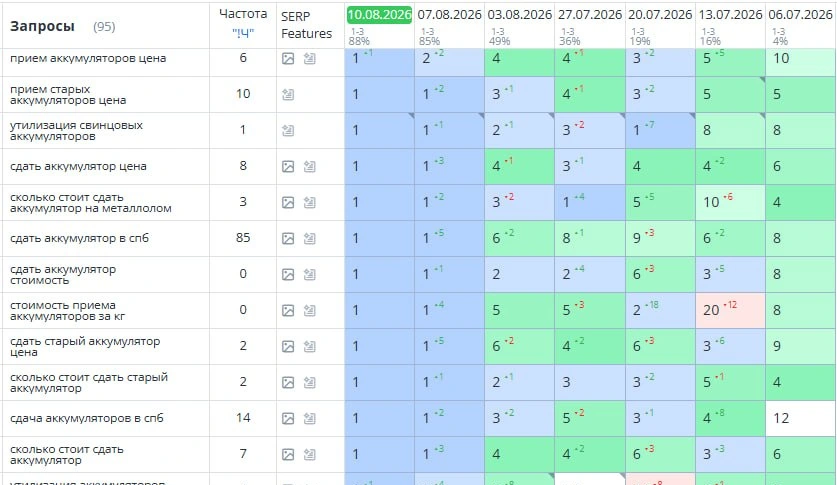 Запросы (95) Частота "!Ч" SERP Features 10.08.2026 07.08.2026 03.08.2026 27.07.2026 20.07.2026 13.07.2026 06.07.2026
1-3 1-3 1-3 1-3 1-3 1-3 1-3
88% 85% 49% 36% 19% 16% 4%
прием аккумуляторов цена 6 1 +1 2 +2 4 4 -1 3 +2 5 +5 10
прием старых
аккумуляторов цена 10 1 1 +2 3 +1 4 -1 3 +2 5 5
утилизация свинцовых
аккумуляторов 1 1 1 +1 2 +1 3 -2 1 +7 8 8
сдать аккумулятор цена 8 1 1 +3 4 -1 3 +1 4 4 +2 6
сколько стоит сдать
аккумулятор на металлолом 3 1 1 +2 3 -2 1 +4 5 +5 10 -6 4
сдать аккумулятор в спб 85 1 1 +5 6 +2 8 +1 9 -3 6 +2 8
сдать аккумулятор
стоимость 0 1 1 +1 2 2 +4 6 -3 3 +5 8
стоимость приема
аккумуляторов за кг 0 1 1 +4 5 5 -3 2 +18 20 -12 8
сдать старый аккумулятор
цена 2 1 1 +5 6 -2 4 +2 6 -3 3 +6 9
сколько стоит сдать старый
аккумулятор 2 1 1 +1 2 +1 3 3 +2 5 -1 4
сдача аккумуляторов в спб 14 1 1 +2 3 +2 5 -2 3 +1 4 +8 12
сколько стоит сдать
аккумулятор 7 1 1 +3 4 4 +2 6 -3 3 +3 6